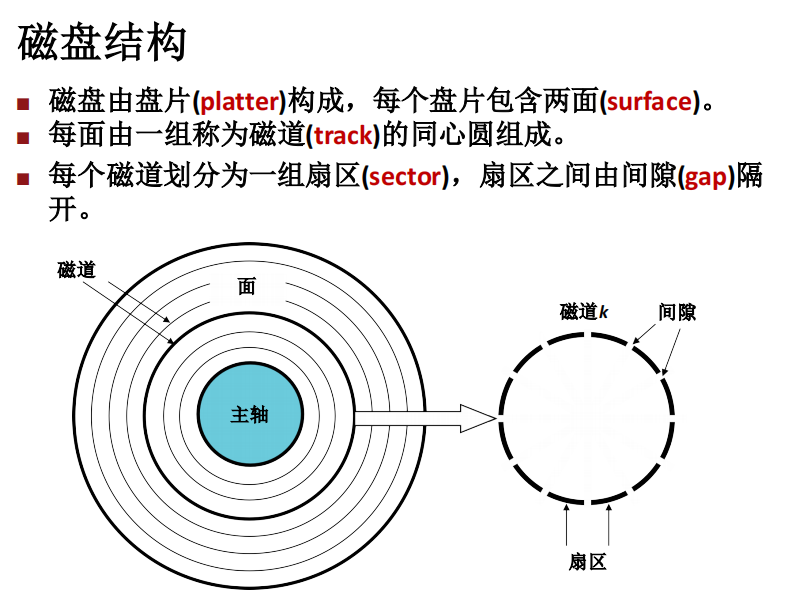 磁盘结构
■ 磁盘由盘片(platter)构成，每个盘片包含两面(surface)。
■ 每面由一组称为磁道(track)的同心圆组成。
■ 每个磁道划分为一组扇区(sector)，扇区之间由间隙(gap)隔
开。
磁道
面
主轴
磁道k
间隙
扇区